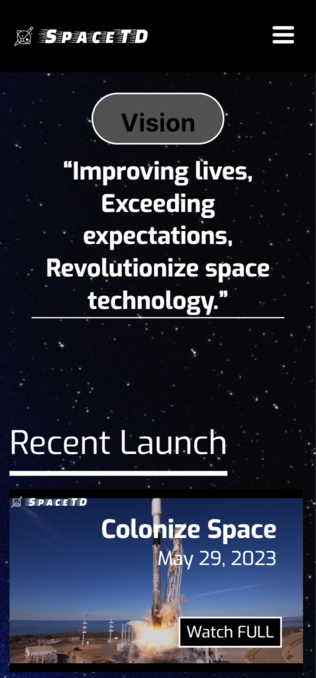 SPACETD
Vision
“Improving lives,
Exceeding
expectations,
Revolutionize space
technology.”
Recent Launch
SPACETD
Colonize Space
May 29, 2023
Watch FULL